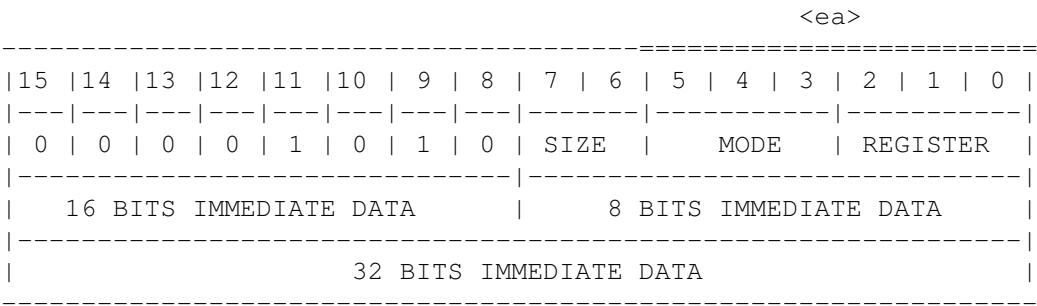 <ea>
----------------------------------------=========================
|15 |14 |13 |12 |11 |10 | 9 | 8 | 7 | 6 | 5 | 4 | 3 | 2 | 1 | 0 |
|---|---|---|---|---|---|---|---|-------|-----------|-----------|
| 0 | 0 | 0 | 0 | 1 | 0 | 1 | 0 | SIZE  |    MODE   | REGISTER  |
|-------------------------------|-------------------------------|
|   16 BITS IMMEDIATE DATA      |     8 BITS IMMEDIATE DATA     |
|---------------------------------------------------------------|
|                     32 BITS IMMEDIATE DATA                    |
-----------------------------------------------------------------